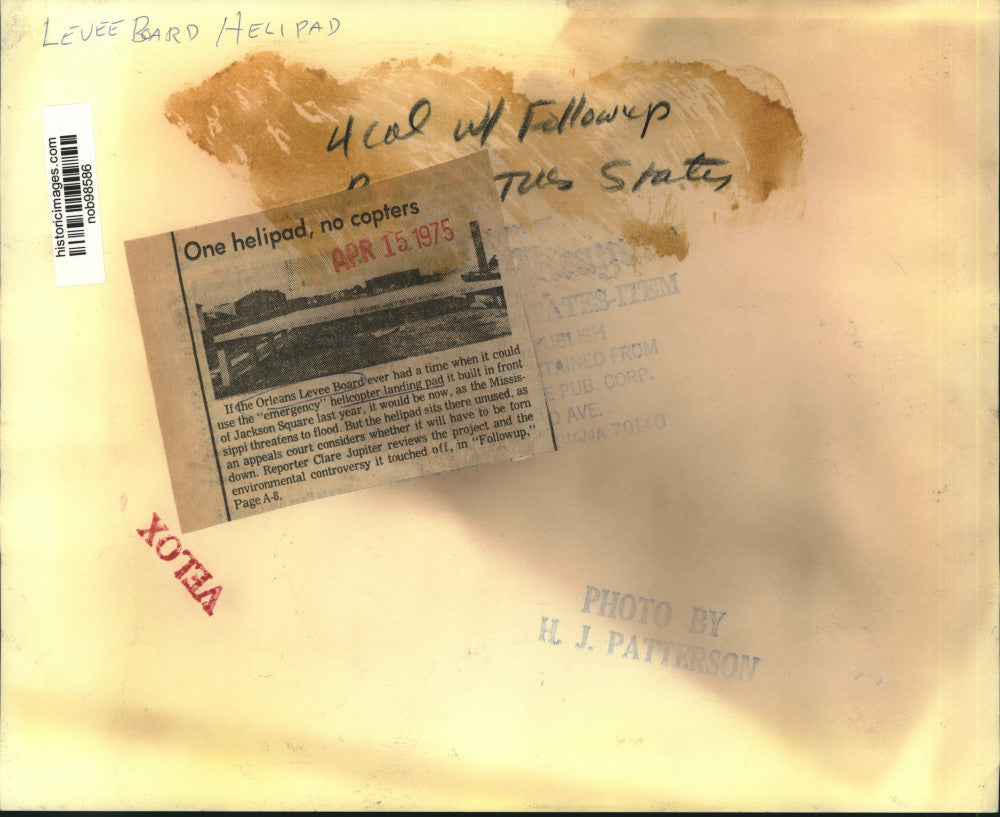 LEVEE BOARD HELIPAD
historicimages.com
nob98586
4 col w/ Followup
Tues States
One helipad, no copters
APR 15 1975
If the Orleans Levee Board ever had a time when it could
use the "emergency" helicopter landing pad it built in front
of Jackson Square last year, it would be now, as the Missis-
sippi threatens to flood. But the helipad sits there unused, as
an appeals court considers whether it will have to be torn
down. Reporter Clare Jupiter reviews the project and the
environmental controversy it touched off, in "Followup,"
Page A-8.
ATES-ITEM
UBLISH
TAINED FROM
E PUB. CORP.
O AVE.
SIANA 70140
VELOX
PHOTO BY
H. J. PATTERSON